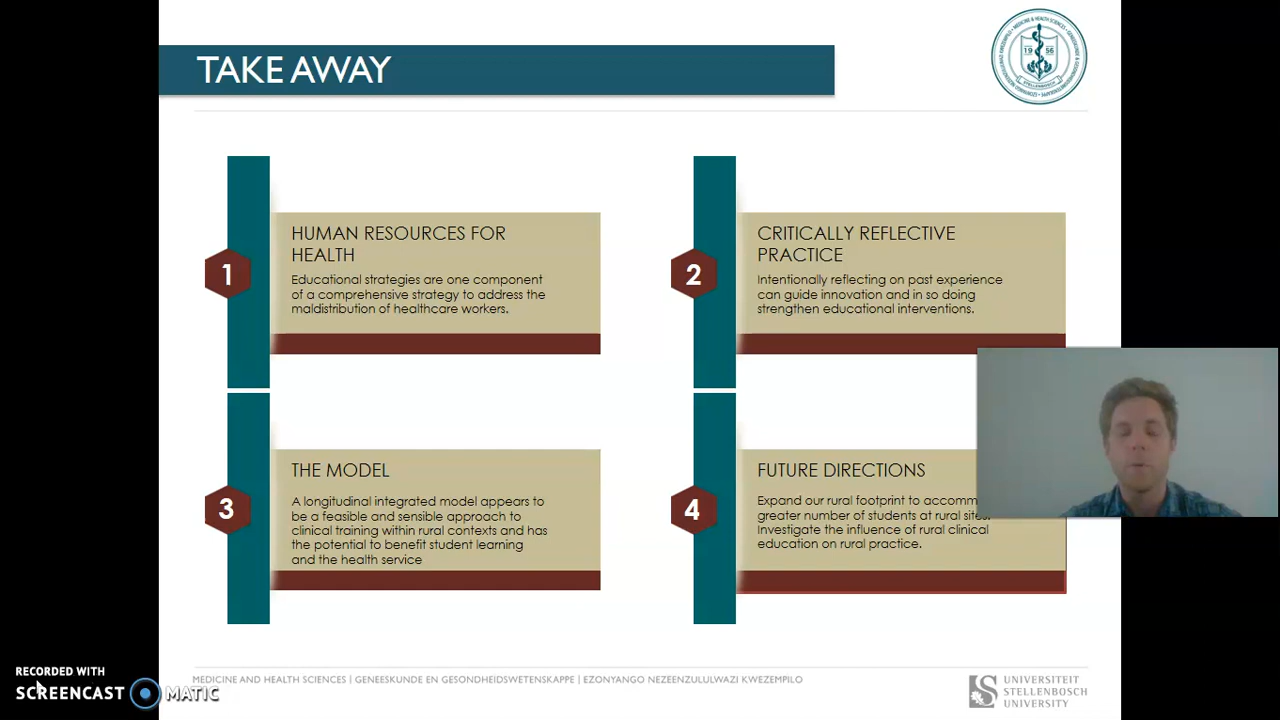 TAKE AWAY
1956
STELLENBOSCH
1
HUMAN RESOURCES FOR
HEALTH
Educational strategies are one component
of a comprehensive strategy to address the
maldistribution of healthcare workers.
2
CRITICALLY REFLECTIVE
PRACTICE
Intentionally reflecting on past experience
can guide innovation and in so doing
strengthen educational interventions.
3
THE MODEL
A longitudinal integrated model appears to
be a feasible and sensible approach to
clinical training within rural contexts and has
the potential to benefit student learning
and the health service
4
FUTURE DIRECTIONS
Expand our rural footprint to accomm
greater number of students at rural sites.
Investigate the influence of rural clinical
education on rural practice.
RECORDED WITH
SCREENCAST MATIC
MEDICINE AND HEALTH SCIENCES | GENEESKUNDE EN GESONDHEIDSWETENSKAPPE | EZONYANGO NEZEENZULULWAZI KWEZEMPILO
UNIVERSITEIT
STELLENBOSCH
UNIVERSITY